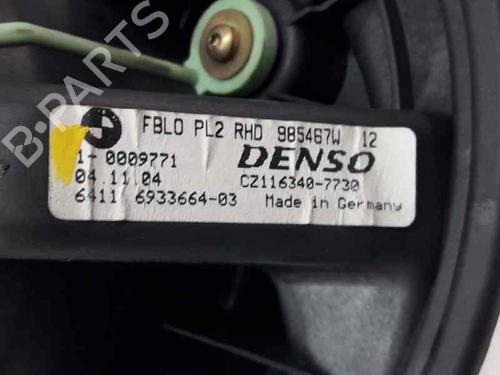 FBLO PL2 RHD 985467W 12
1-0009771 DENSO
04.11.04 CZ116340-7730
6411 6933664-03 Made in Germany
B-PARTS